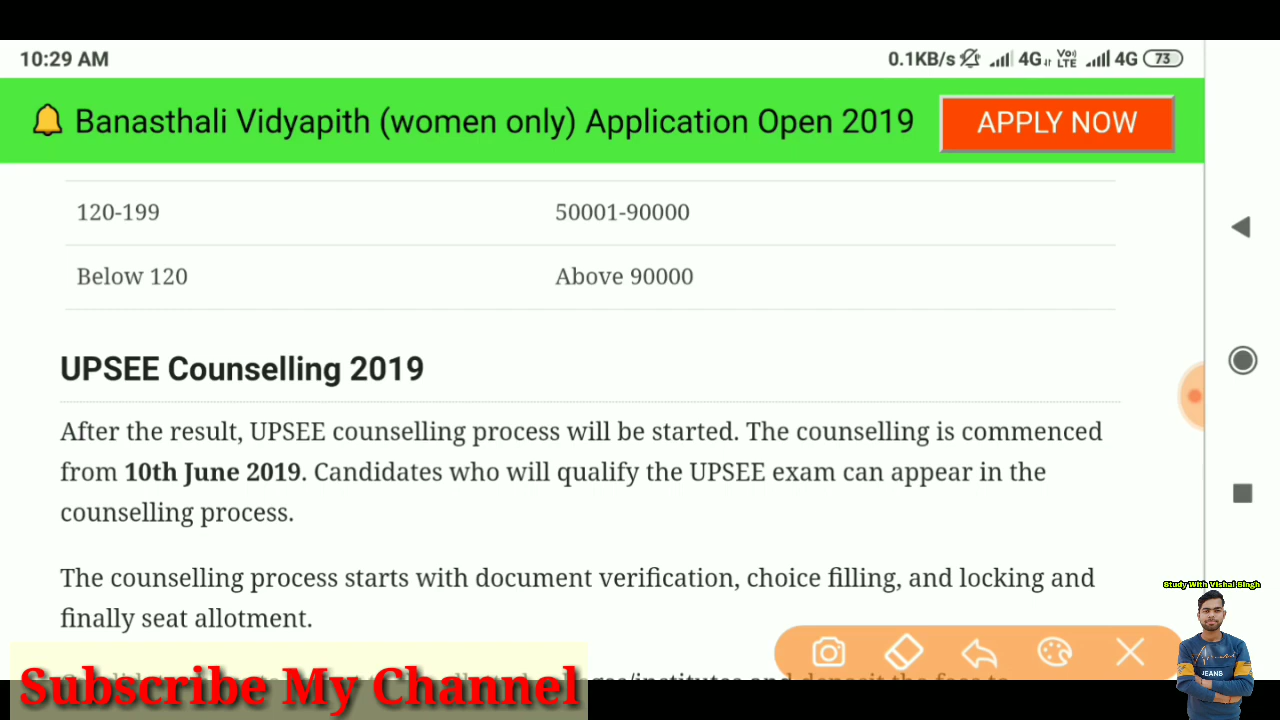 10:29 AM 0.1KB/s 4G Vo) LTE 4G 73
Banasthali Vidyapith (women only) Application Open 2019 APPLY NOW
120-199 50001-90000
Below 120 Above 90000
UPSEE Counselling 2019
After the result, UPSEE counselling process will be started. The counselling is commenced
from 10th June 2019. Candidates who will qualify the UPSEE exam can appear in the
counselling process.
The counselling process starts with document verification, choice filling, and locking and
finally seat allotment.
Study With Vishal Singh
Subscribe My Channel
JEANS